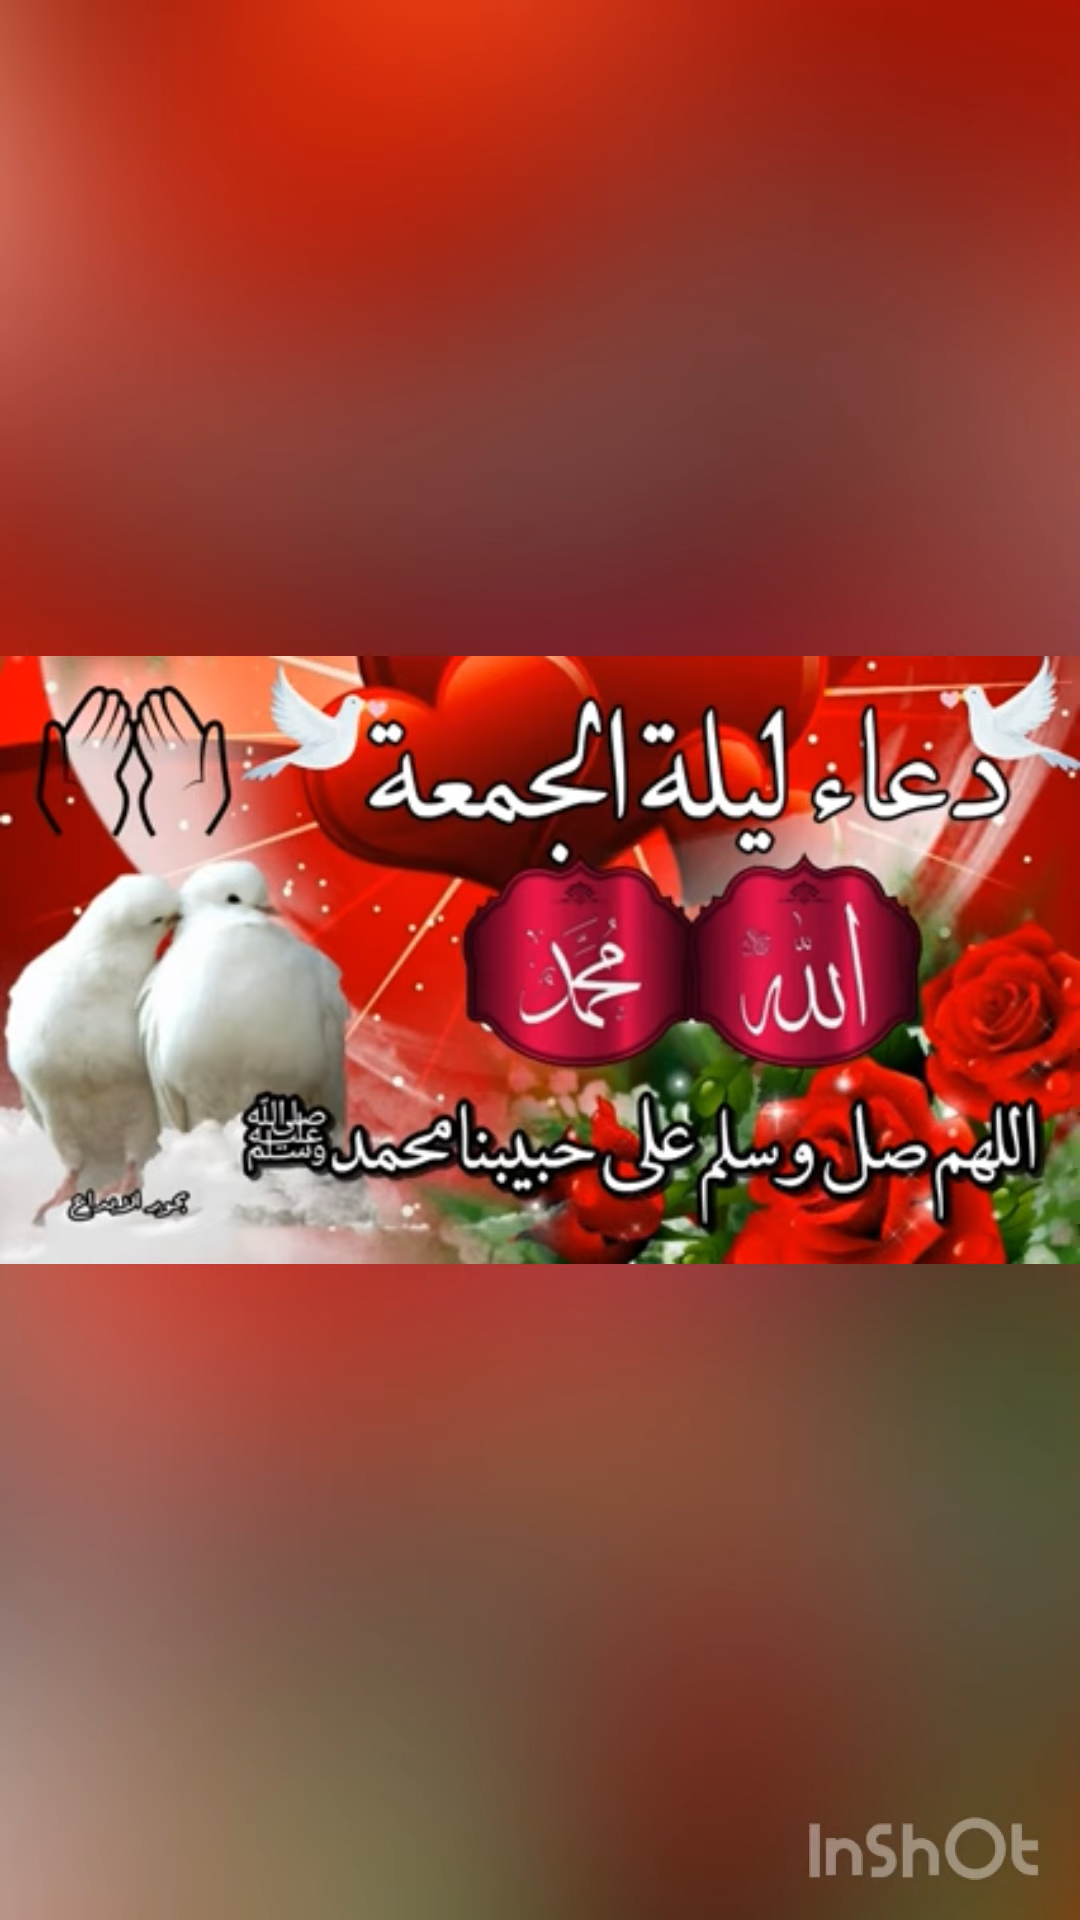 دعاء ليلة الجمعة
الله محمد
اللهم صل وسلم على حبيبنا محمد ﷺ
InShOt